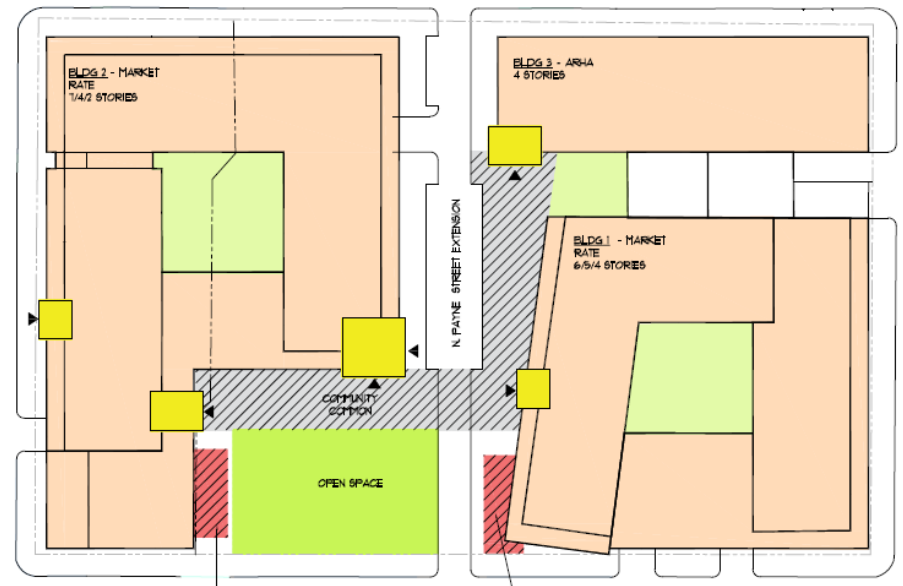 BLDG 2 - MARKET
RATE
7/4/2 STORIES
BLDG 3 - ARHA
4 STORIES
N. PAYNE STREET EXTENSION
BLDG 1 - MARKET
RATE
6/5/4 STORIES
COMMUNITY
COMMON
OPEN SPACE